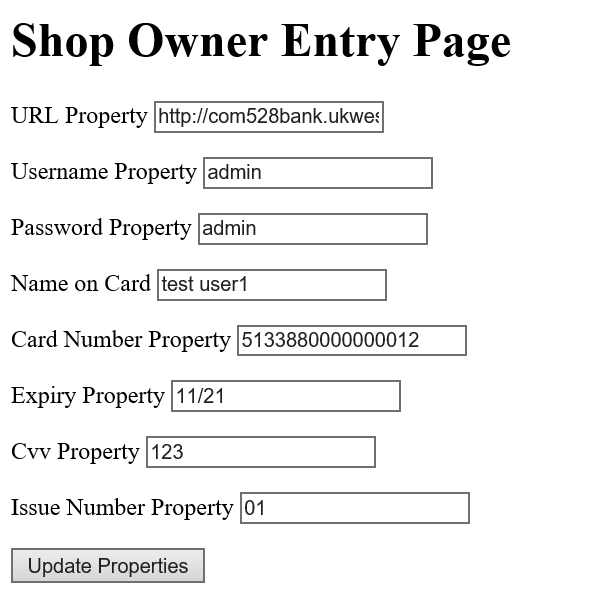 Shop Owner Entry Page
URL Property http://com528bank.ukwes
Username Property admin
Password Property admin
Name on Card test user1
Card Number Property 5133880000000012
Expiry Property 11/21
Cvv Property 123
Issue Number Property 01
Update Properties